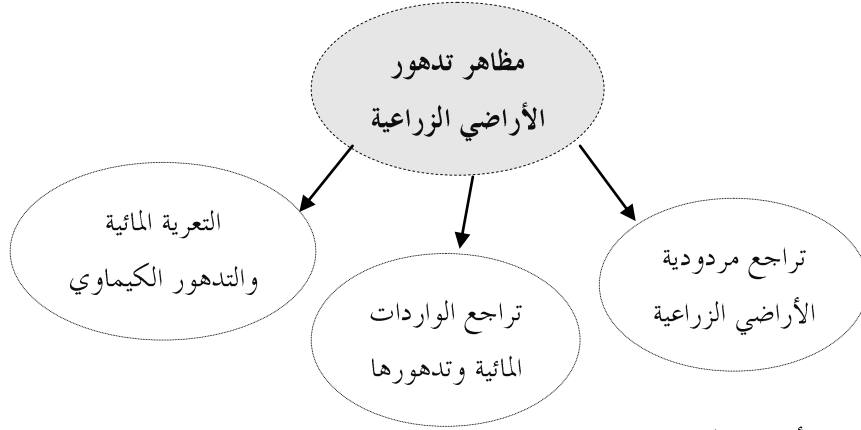 مظاهر تدهور
الأراضي الزراعية
تراجع مردودية
الأراضي الزراعية
تراجع الواردات
المائية وتدهورها
التعرية المائية
والتدهور الكيماوي